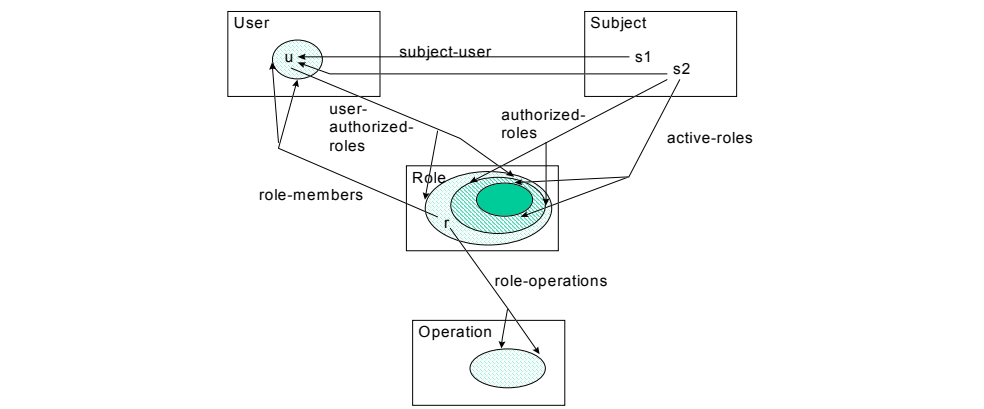 User
Subject
u
subject-user
s1
s2
user-
authorized-
roles
authorized-
roles
active-roles
Role
role-members
r
role-operations
Operation